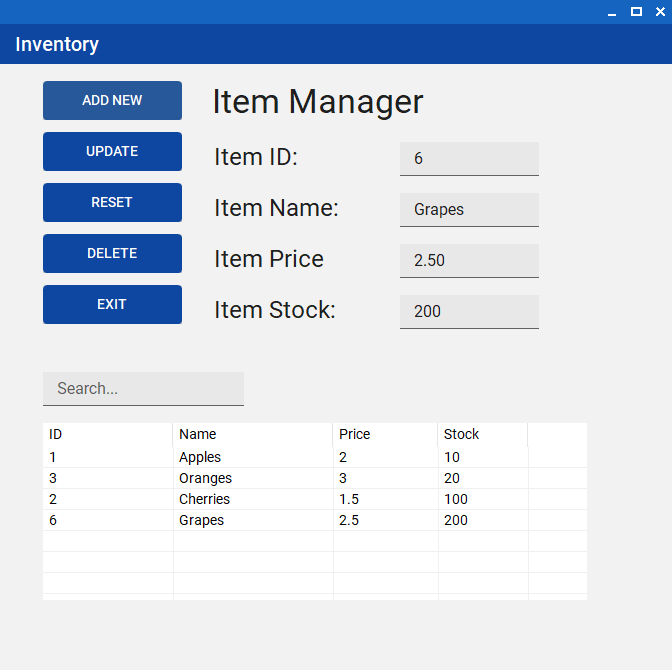 Inventory
ADD NEW
UPDATE
RESET
DELETE
EXIT
Item Manager
Item ID: 6
Item Name: Grapes
Item Price 2.50
Item Stock: 200
Search...
ID Name Price Stock
1 Apples 2 10
3 Oranges 3 20
2 Cherries 1.5 100
6 Grapes 2.5 200